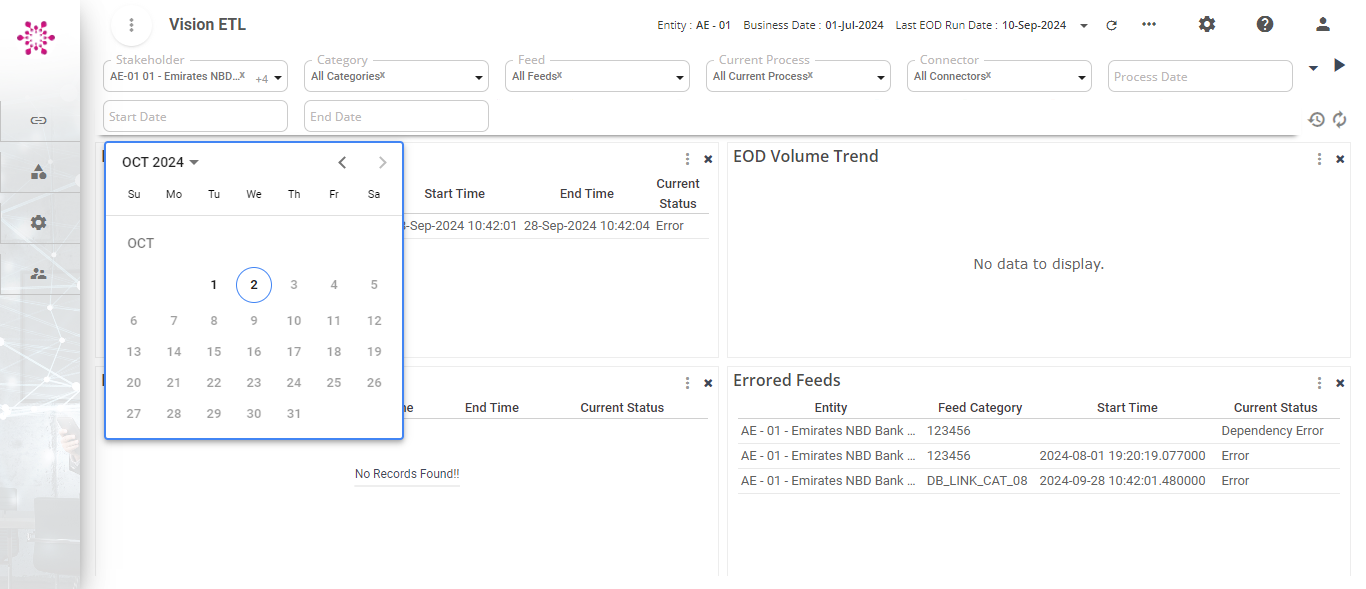 Vision ETL
Entity : AE - 01 Business Date : 01-Jul-2024 Last EOD Run Date : 10-Sep-2024
Stakeholder Category Feed Current Process Connector
AE-01 01 - Emirates NBD...x +4 All Categoriesx All Feedsx All Current Processx All Connectorsx Process Date
Start Date End Date
OCT 2024
Su Mo Tu We Th Fr Sa
OCT
1 2 3 4 5
6 7 8 9 10 11 12
13 14 15 16 17 18 19
20 21 22 23 24 25 26
27 28 29 30 31
Start Time End Time Current
Status
-Sep-2024 10:42:01 28-Sep-2024 10:42:04 Error
EOD Volume Trend
No data to display.
End Time Current Status
No Records Found!!
Errored Feeds
Entity Feed Category Start Time Current Status
AE - 01 - Emirates NBD Bank ... 123456 Dependency Error
AE - 01 - Emirates NBD Bank ... 123456 2024-08-01 19:20:19.077000 Error
AE - 01 - Emirates NBD Bank ... DB_LINK_CAT_08 2024-09-28 10:42:01.480000 Error